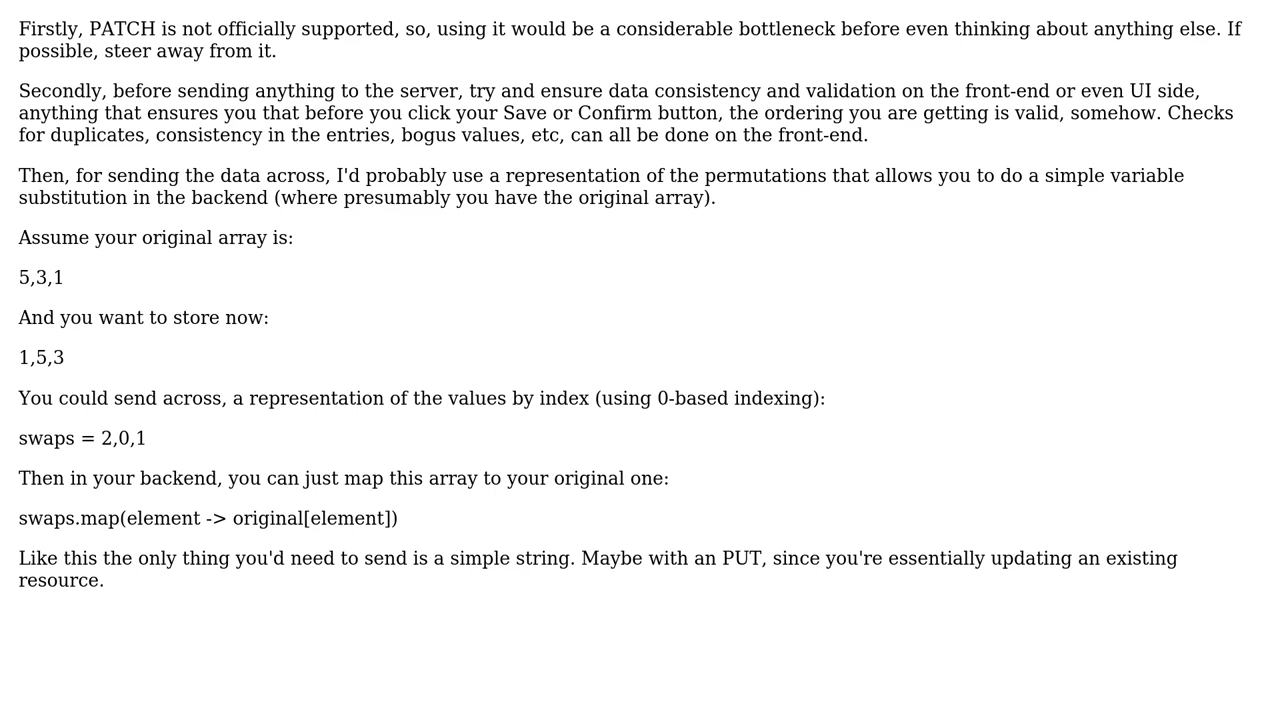 Firstly, PATCH is not officially supported, so, using it would be a considerable bottleneck before even thinking about anything else. If
possible, steer away from it.
Secondly, before sending anything to the server, try and ensure data consistency and validation on the front-end or even UI side,
anything that ensures you that before you click your Save or Confirm button, the ordering you are getting is valid, somehow. Checks
for duplicates, consistency in the entries, bogus values, etc, can all be done on the front-end.
Then, for sending the data across, I'd probably use a representation of the permutations that allows you to do a simple variable
substitution in the backend (where presumably you have the original array).
Assume your original array is:
5,3,1
And you want to store now:
1,5,3
You could send across, a representation of the values by index (using 0-based indexing):
swaps = 2,0,1
Then in your backend, you can just map this array to your original one:
swaps.map(element -> original[element])
Like this the only thing you'd need to send is a simple string. Maybe with an PUT, since you're essentially updating an existing
resource.